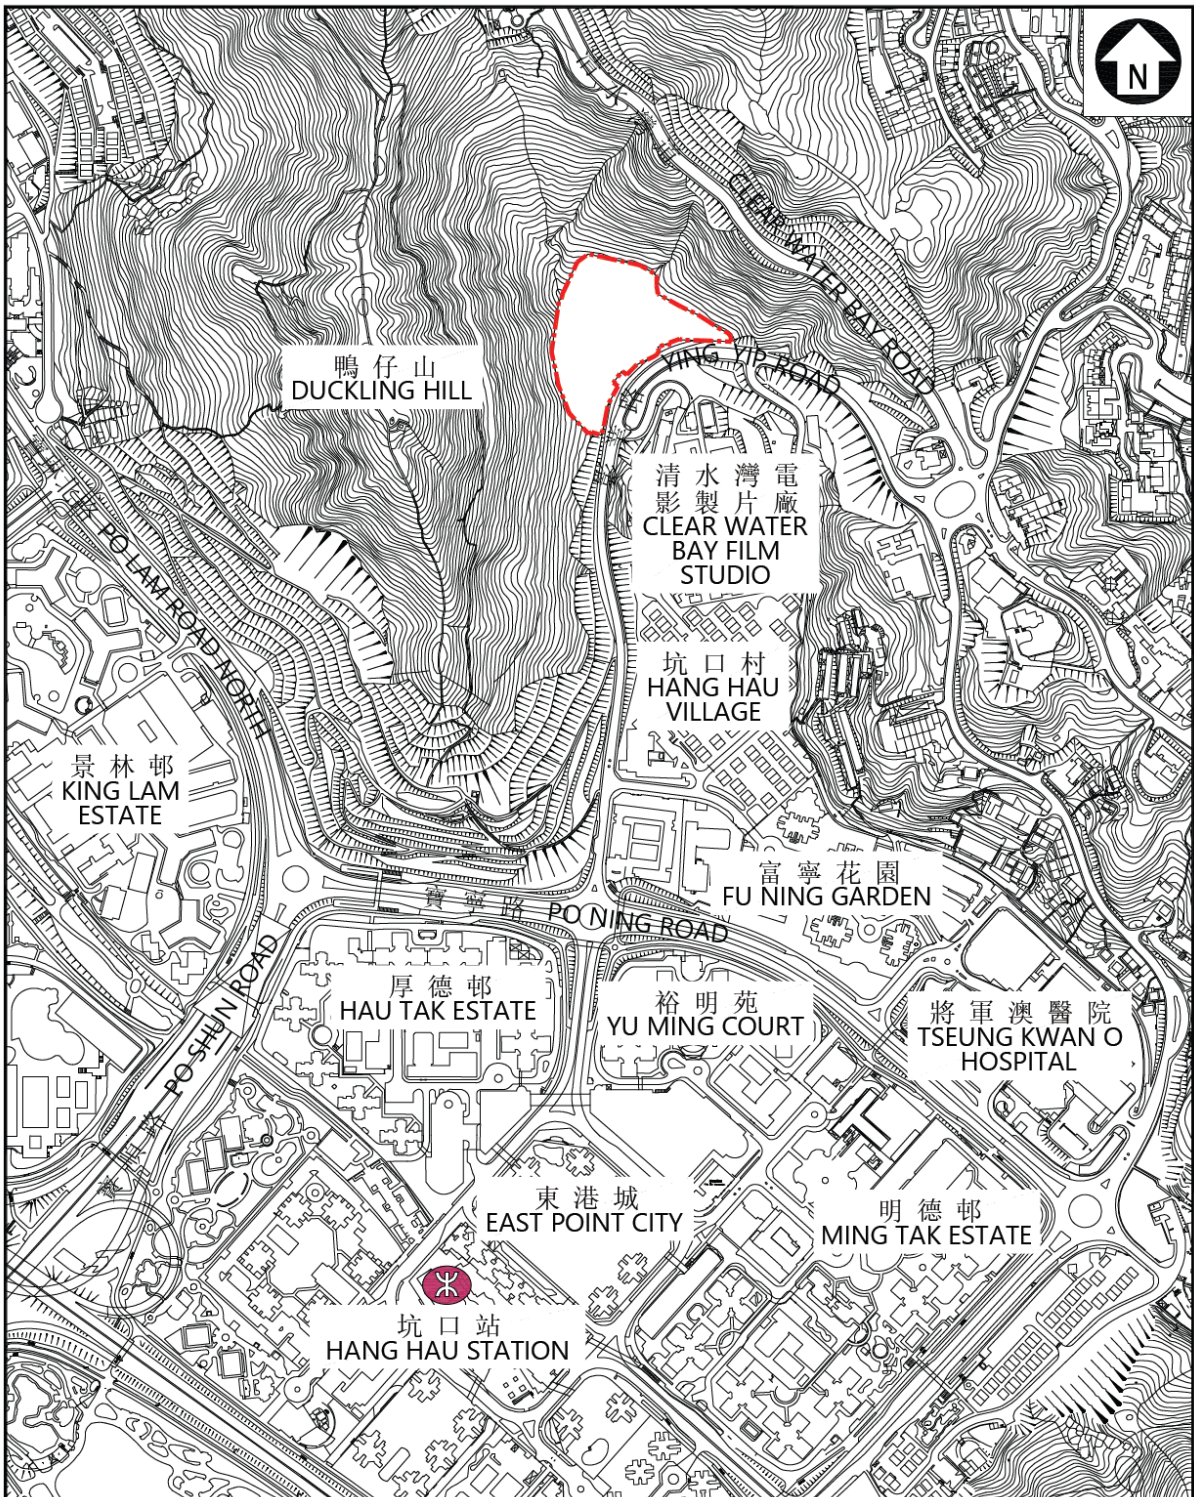 N
CLEAR WATER BAY ROAD
鴨仔山
DUCKLING HILL
YING YIP ROAD
清水灣電
影製片廠
CLEAR WATER
BAY FILM
STUDIO
PO LAM ROAD NORTH
坑口村
HANG HAU
VILLAGE
景林邨
KING LAM
ESTATE
富寧花園
FU NING GARDEN
寶寧路 PO NING ROAD
PO SHUN ROAD
厚德邨
HAU TAK ESTATE
裕明苑
YU MING COURT
將軍澳醫院
TSEUNG KWAN O
HOSPITAL
東港城
EAST POINT CITY
明德邨
MING TAK ESTATE
坑口站
HANG HAU STATION